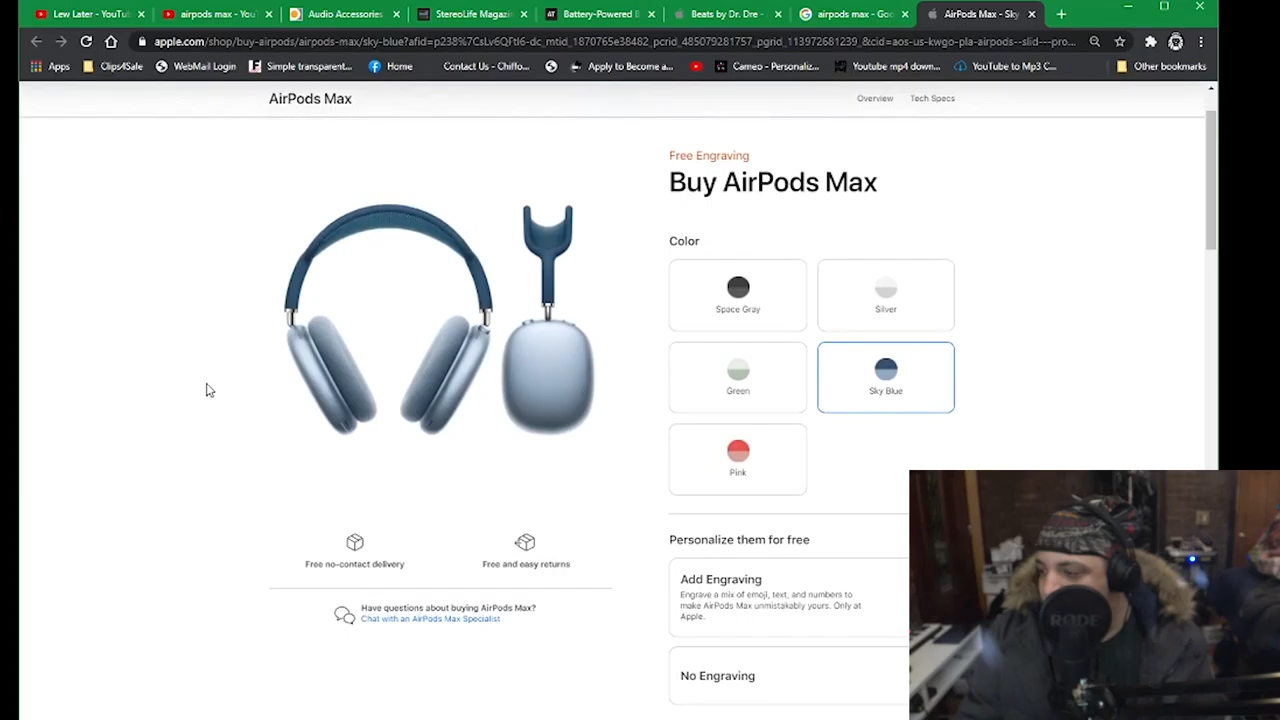 Lew Later - YouTu
airpods max - YouT
Audio Accessories
StereoLife Magazi
Battery-Powered
Beats by Dr. Dre -
airpods max - Goo
AirPods Max - Sky
apple.com/shop/buy-airpods/airpods-max/sky-blue?afid=p238%7CsLv6QFtI6-dc_mtid_1870765e38482_pcrid_485079281757_pgrid_113972681239_&cid=aos-us-kwgo-pla-airpods--slid---pro...
Apps
Clips4Sale
WebMail Login
Simple transparent...
Home
Contact Us - Chiffo...
Apply to Become a...
Cameo - Personaliz...
Youtube mp4 down...
YouTube to Mp3 C...
Other bookmarks
AirPods Max
Overview
Tech Specs
Free Engraving
Buy AirPods Max
Color
Space Gray
Silver
Green
Sky Blue
Pink
Free no-contact delivery
Free and easy returns
Have questions about buying AirPods Max?
Chat with an AirPods Max Specialist
Personalize them for free
Add Engraving
Engrave a mix of emoji, text, and numbers to
make AirPods Max unmistakably yours. Only at
Apple.
No Engraving
RØDE